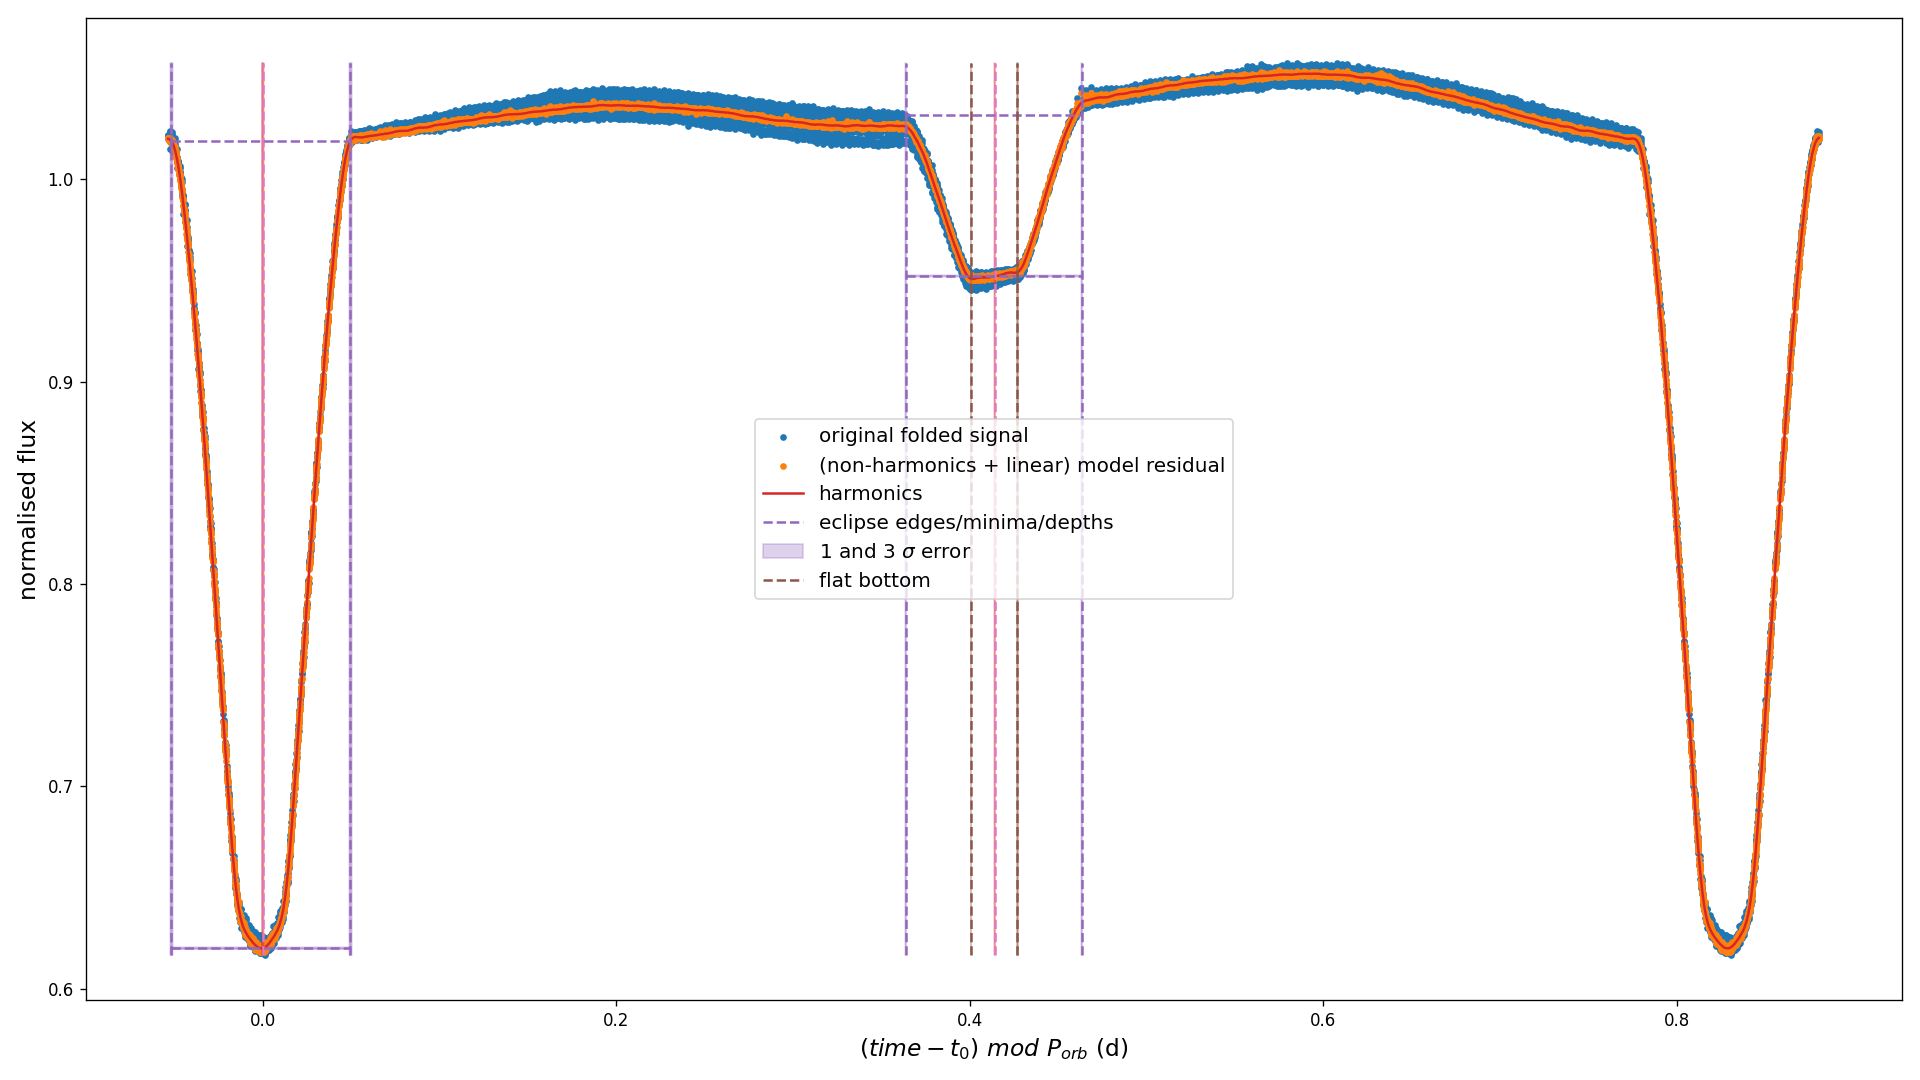 normalised flux
1.0
0.9
0.8
0.7
0.6
original folded signal
(non-harmonics + linear) model residual
harmonics
eclipse edges/minima/depths
1 and 3 σ error
flat bottom
0.0 0.2 0.4 0.6 0.8
(time − t₀) mod Pₒᵣb (d)